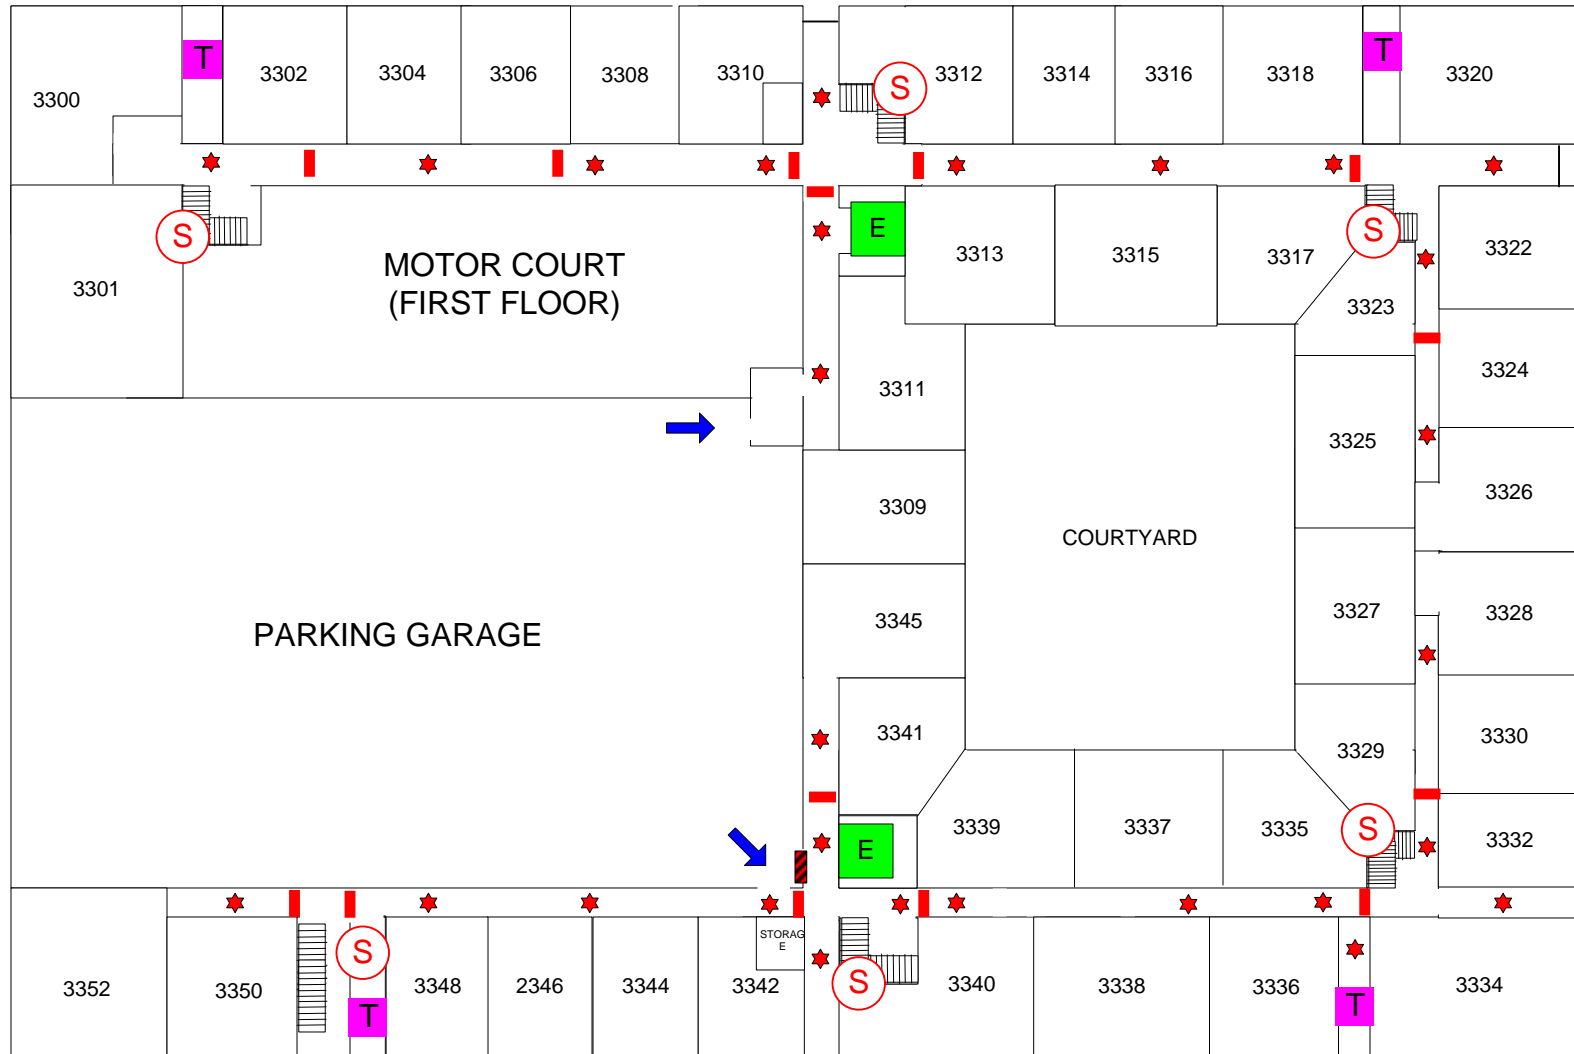 T
T
3302
3304
3306
3308
3310
3312
3314
3316
3318
3320
S
3300
S
S
E
3301
MOTOR COURT
(FIRST FLOOR)
3313
3315
3317
3322
3323
3311
3324
3325
3309
COURTYARD
3326
PARKING GARAGE
3345
3327
3328
3341
3329
3330
E
3339
3337
3335
S
3332
STORAG
E
S
S
3352
3350
3348
2346
3344
3342
3340
3338
3336
3334
T
T